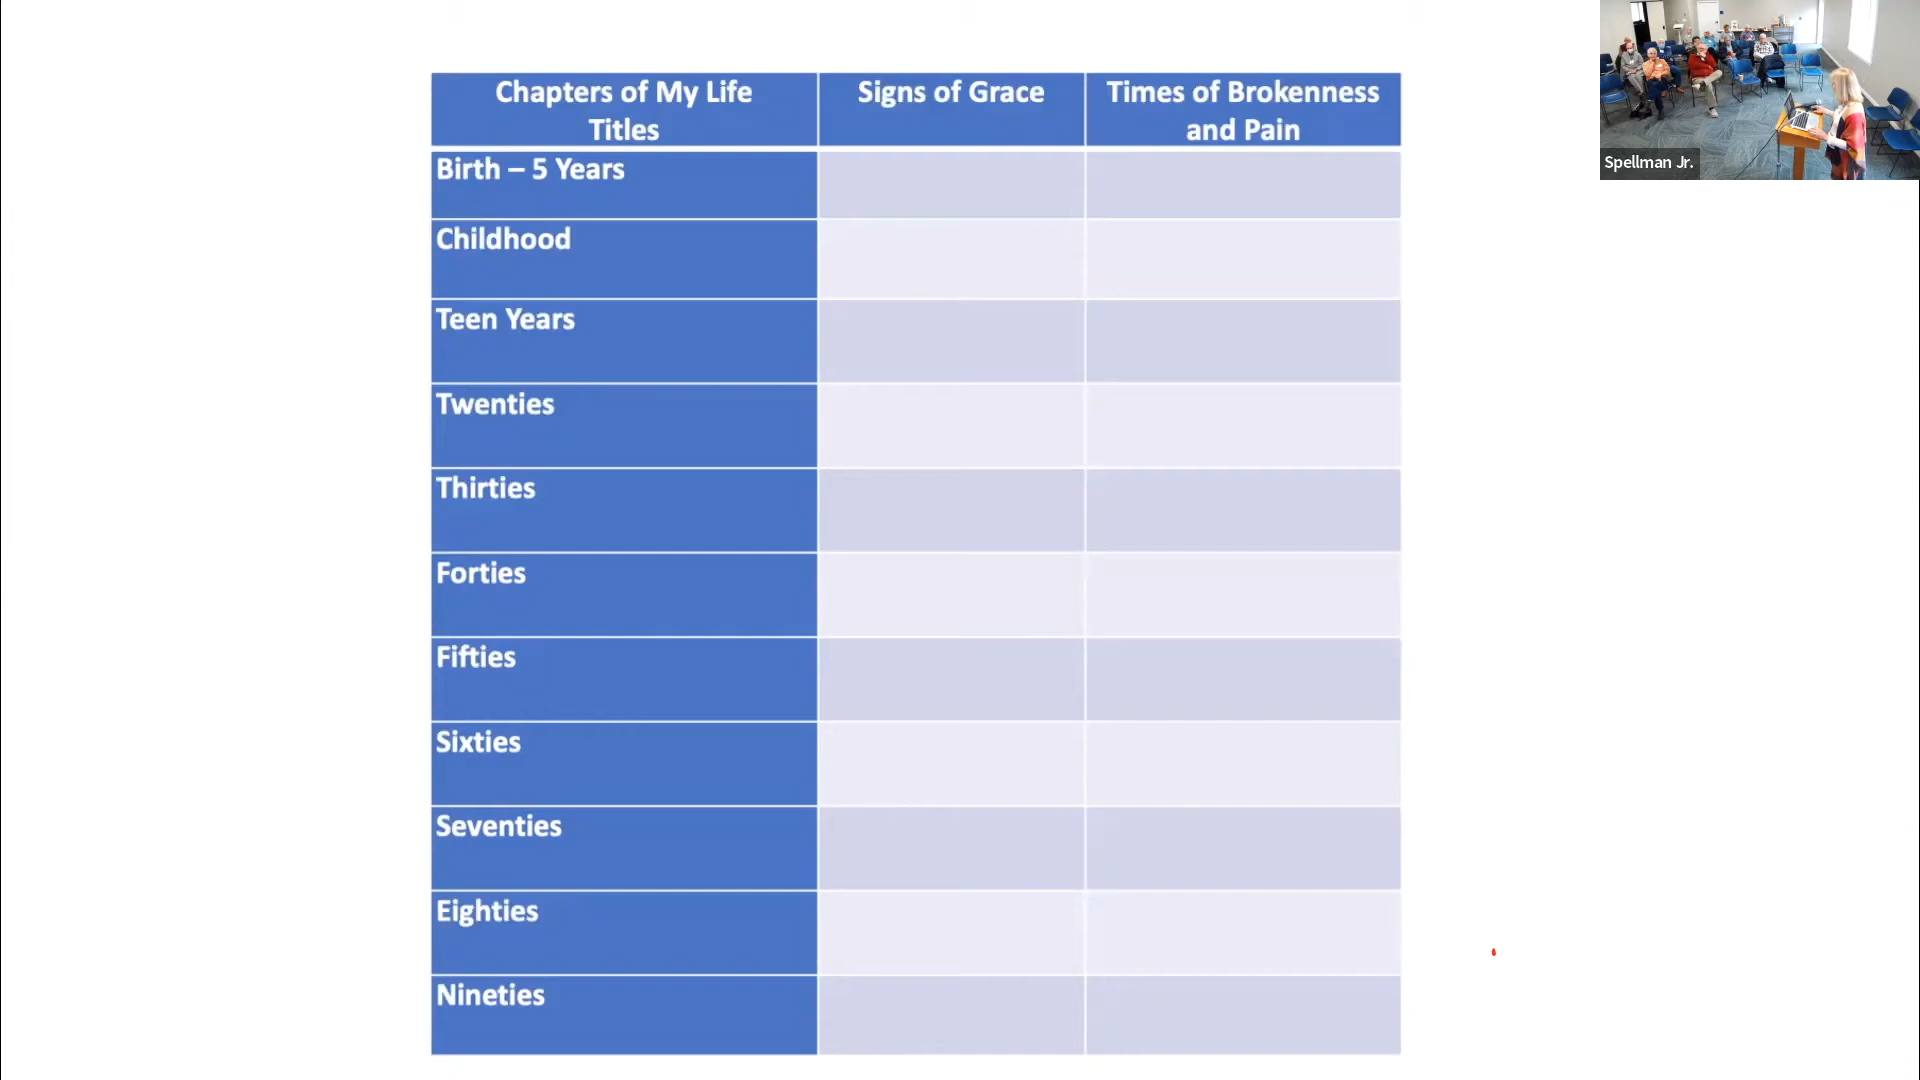 Chapters of My Life
Titles
Signs of Grace
Times of Brokenness
and Pain
Birth – 5 Years
Childhood
Teen Years
Twenties
Thirties
Forties
Fifties
Sixties
Seventies
Eighties
Nineties
Spellman Jr.